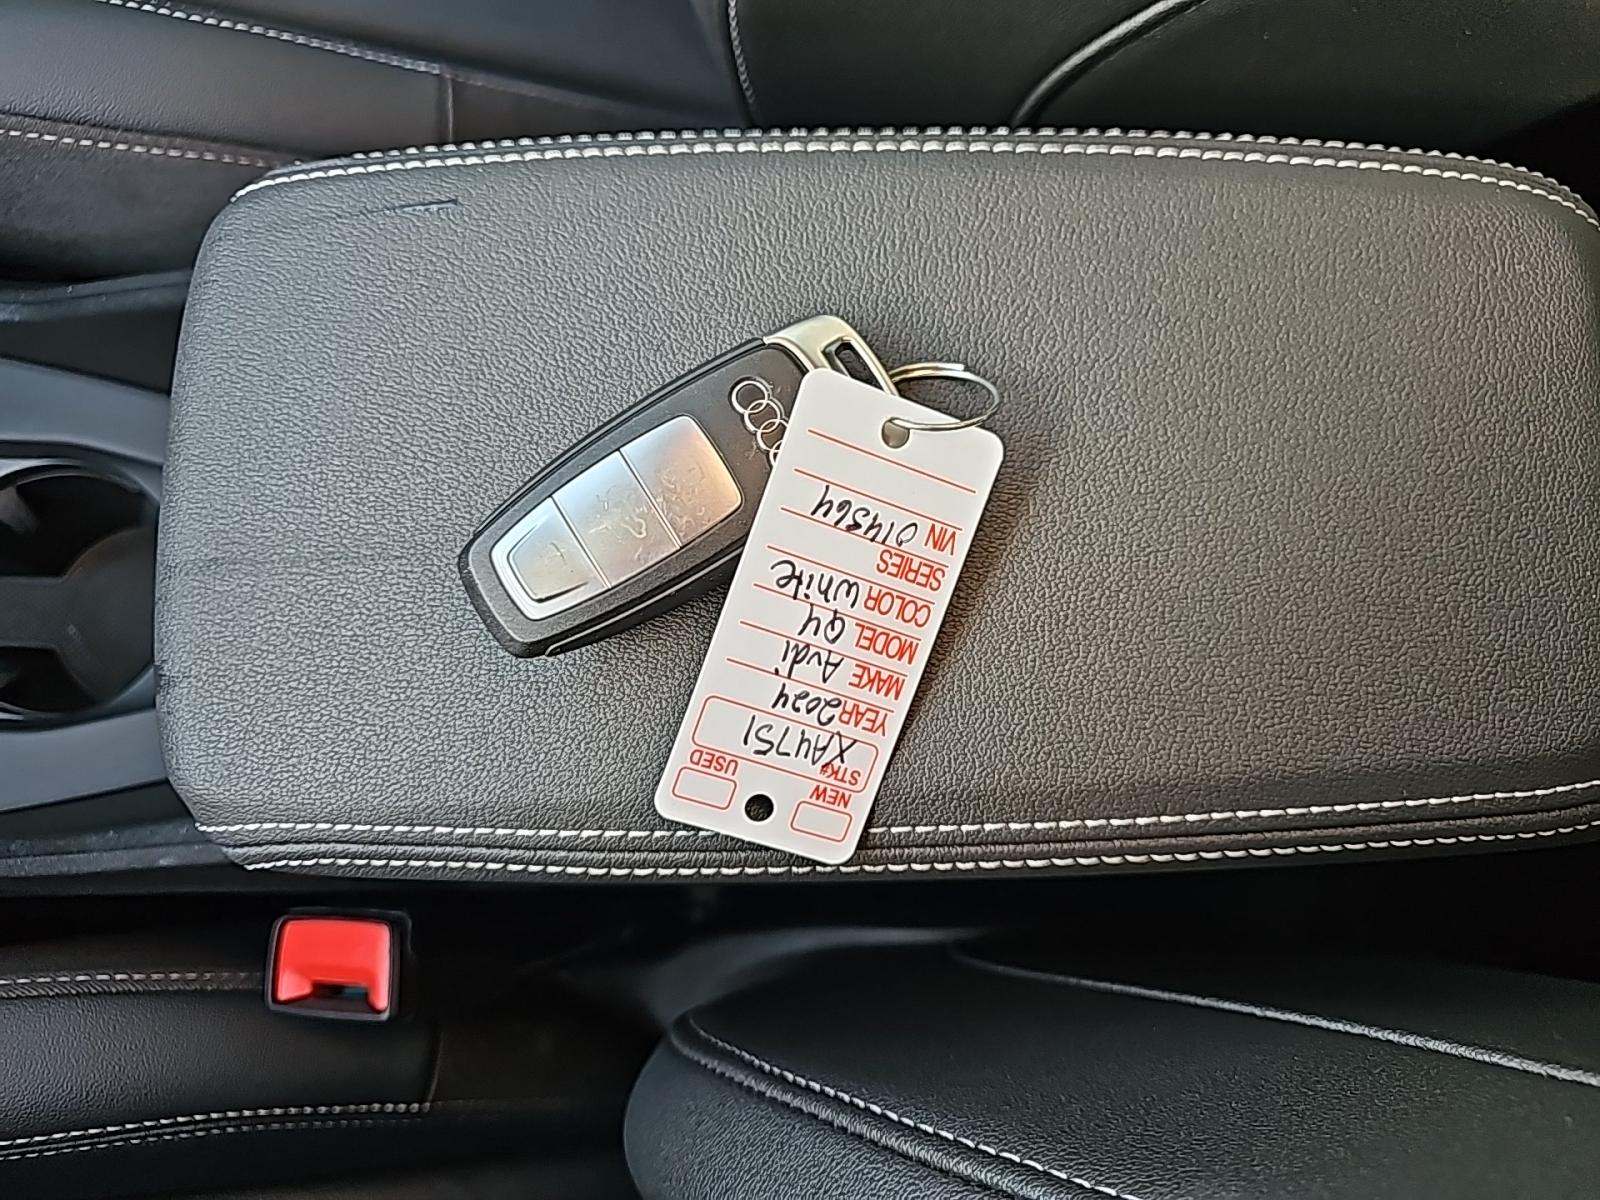 NEW USED
STK# XA4751
YEAR 2024
MAKE Audi
MODEL Q4
COLOR White
SERIES
VIN 014564